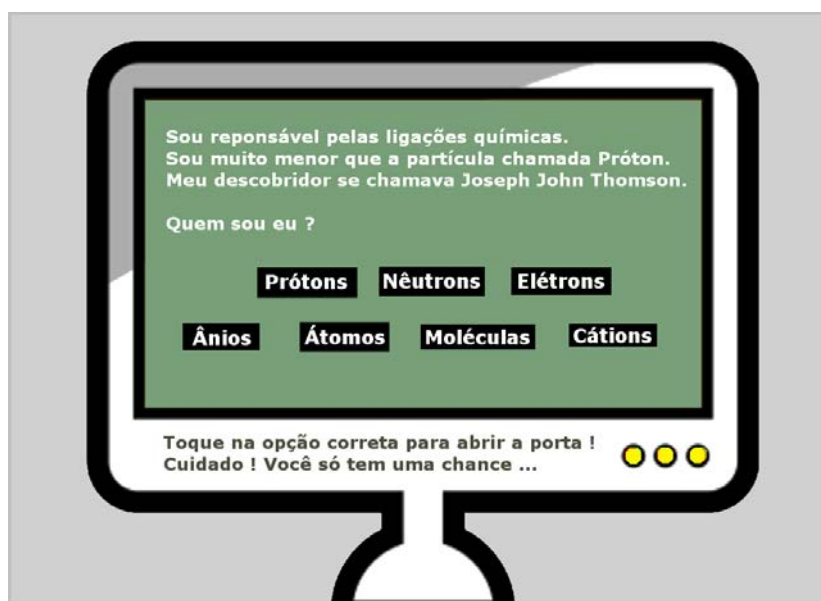 Sou reponsável pelas ligações químicas.
Sou muito menor que a partícula chamada Próton.
Meu descobridor se chamava Joseph John Thomson.
Quem sou eu ?
Prótons Nêutrons Elétrons
Ânios Átomos Moléculas Cátions
Toque na opção correta para abrir a porta !
Cuidado ! Você só tem uma chance ...